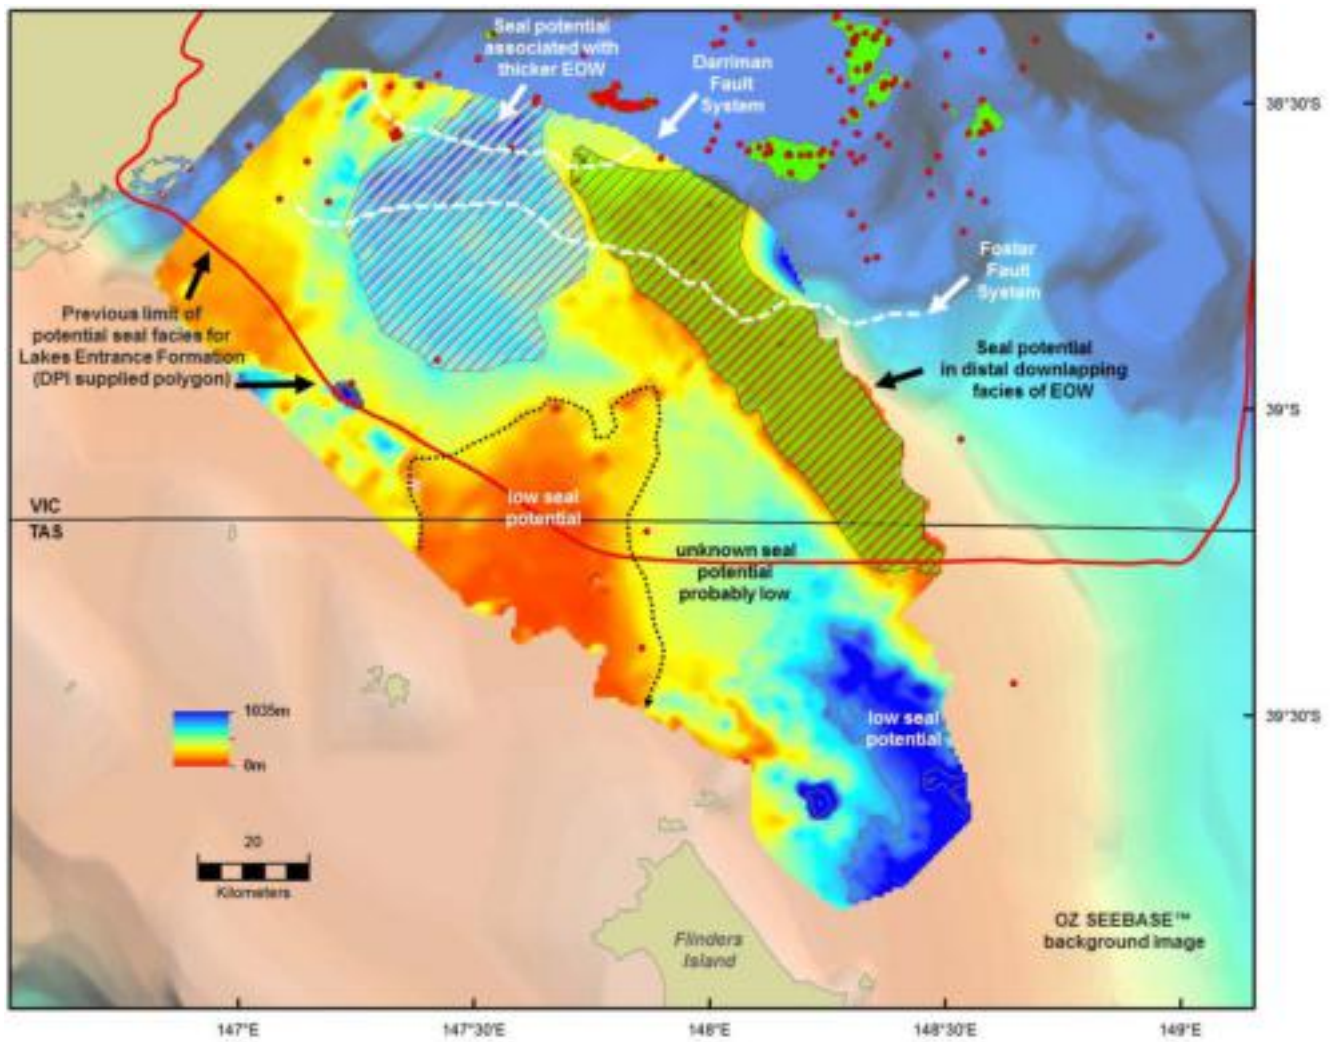 Seal potential
associated with
thicker EOW
Darriman
Fault
System
38°30'S
Foster
Fault
System
Previous limit of
potential seal facies for
Lakes Entrance Formation
(DPI supplied polygon)
Seal potential
in distal downlapping
facies of EOW
39°S
low seal
potential
VIC
TAS
unknown seal
potential
probably low
1035m
0m
low seal
potential
39°30'S
20
Kilometers
Flinders
Island
OZ SEEBASE™
background image
147°E
147°30'E
148°E
148°30'E
149°E